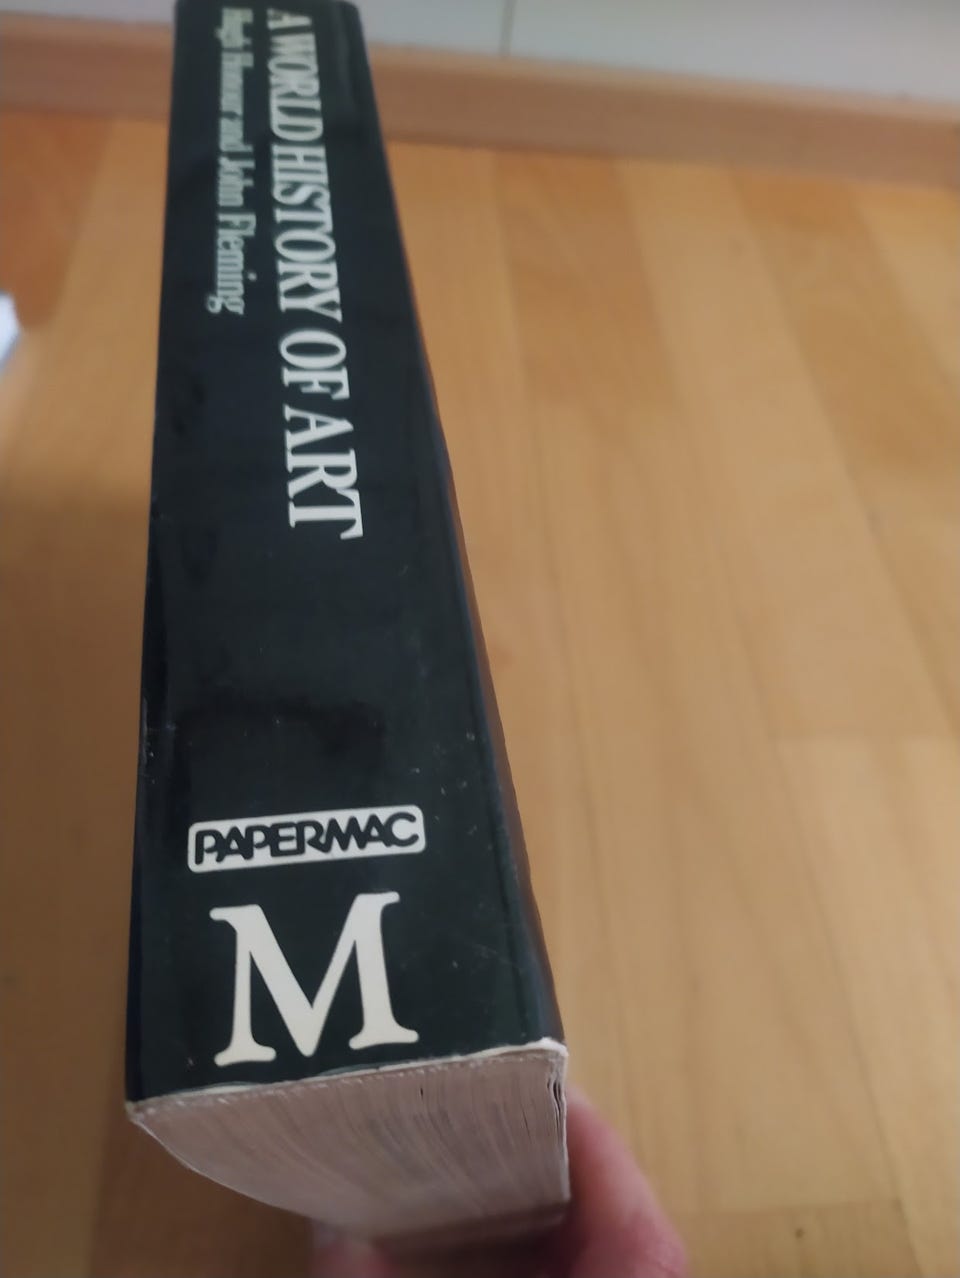 A WORLD HISTORY OF ART
Hugh Honour and John Fleming
PAPERMAC
M